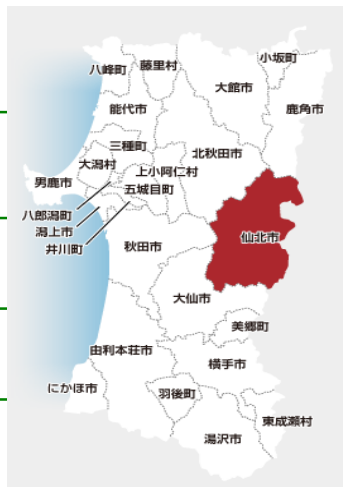 小坂町
藤里村
八峰町
大館市
鹿角市
能代市
三種町
北秋田市
大潟村
上小阿仁村
男鹿市
五城目町
八郎潟町
潟上市
井川町
仙北市
秋田市
大仙市
美郷町
由利本荘市
横手市
にかほ市
羽後町
東成瀬村
湯沢市